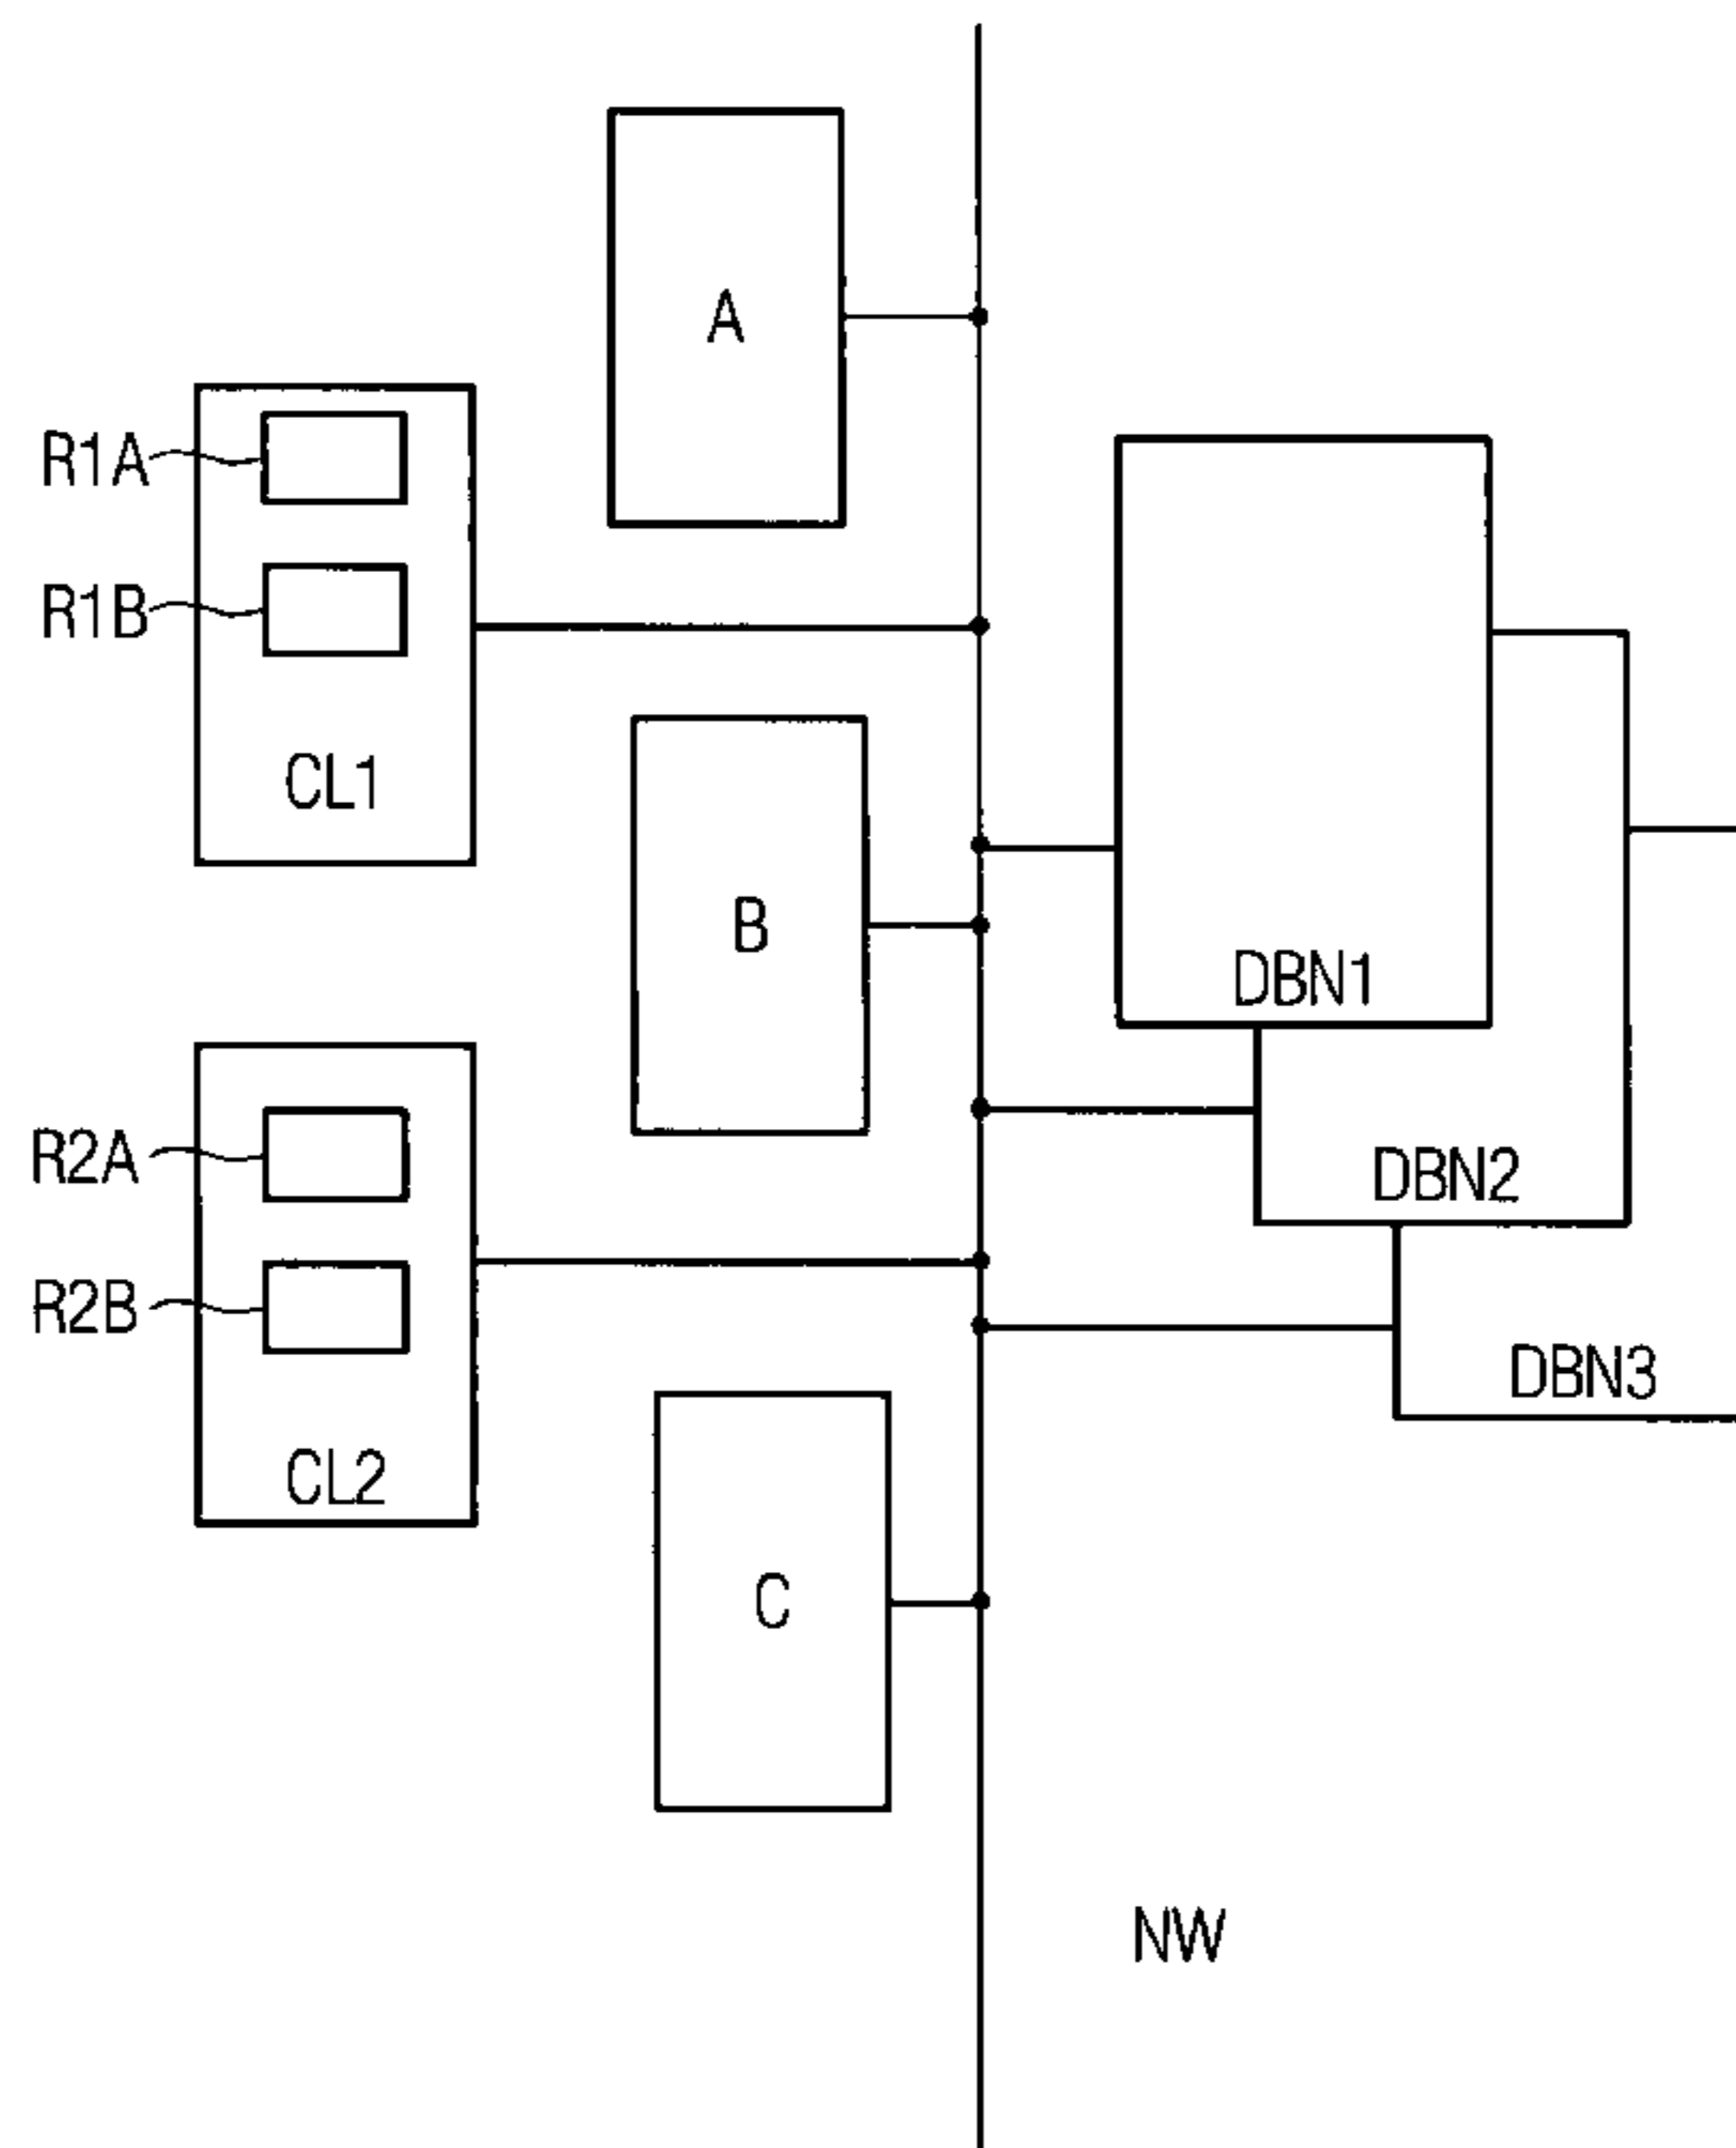 A
R1A
R1B
CL1
B
DBN1
R2A
DBN2
R2B
DBN3
CL2
C
NW